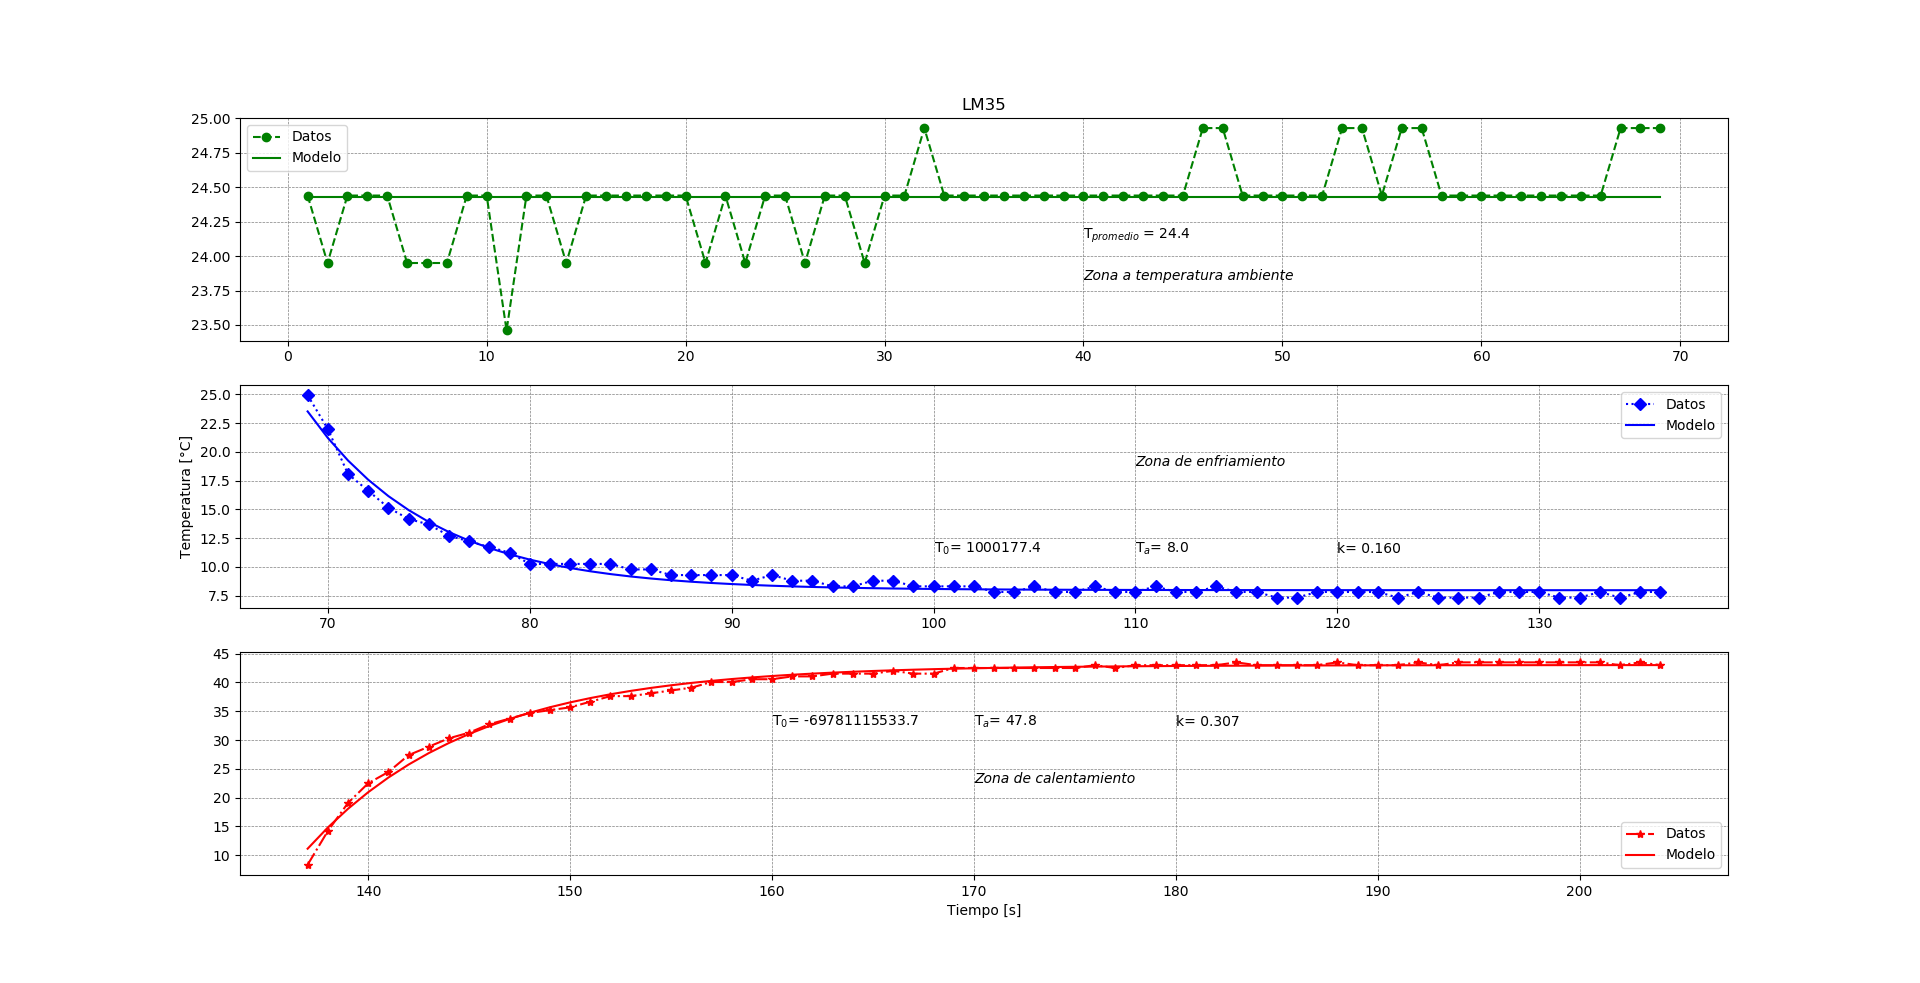 LM35
25.00
24.75
24.50
24.25
24.00
23.75
23.50
Datos
Modelo
T_promedio = 24.4
Zona a temperatura ambiente
0 10 20 30 40 50 60 70
Temperatura [°C]
25.0
22.5
20.0
17.5
15.0
12.5
10.0
7.5
Datos
Modelo
Zona de enfriamiento
T₀= 1000177.4 Tₐ= 8.0 k= 0.160
70 80 90 100 110 120 130
45
40
35
30
25
20
15
10
T₀= -69781115533.7 Tₐ= 47.8 k= 0.307
Zona de calentamiento
Datos
Modelo
140 150 160 170 180 190 200
Tiempo [s]